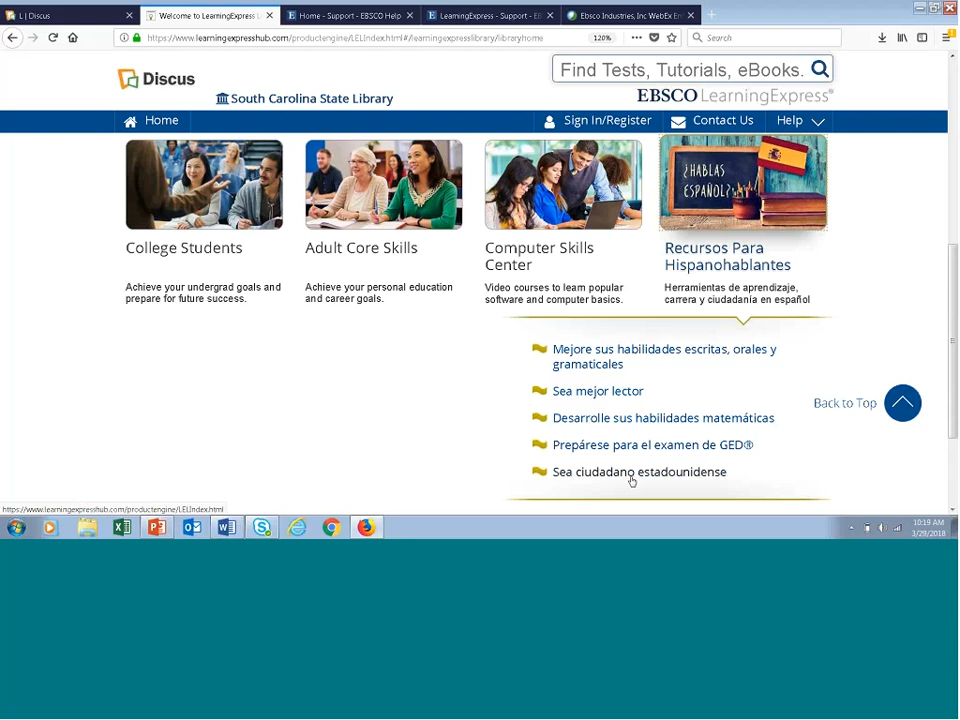 L | Discus
Welcome to LearningExpress L
Home - Support - EBSCO Help
LearningExpress - Support - EB
Ebsco Industries, Inc WebEx En
https://www.learningexpresshub.com/productengine/LELIndex.html#/learningexpresslibrary/libraryhome
120%
Search
Discus
Find Tests, Tutorials, eBooks.
South Carolina State Library
EBSCO LearningExpress®
Home
Sign In/Register
Contact Us
Help
¿HABLAS
ESPAÑOL?
College Students
Adult Core Skills
Computer Skills
Center
Recursos Para
Hispanohablantes
Achieve your undergrad goals and
prepare for future success.
Achieve your personal education
and career goals.
Video courses to learn popular
software and computer basics.
Herramientas de aprendizaje,
carrera y ciudadanía en español
Mejore sus habilidades escritas, orales y
gramaticales
Sea mejor lector
Desarrolle sus habilidades matemáticas
Prepárese para el examen de GED®
Sea ciudadano estadounidense
Back to Top
https://www.learningexpresshub.com/productengine/LELIndex.html
10:19 AM
3/29/2018